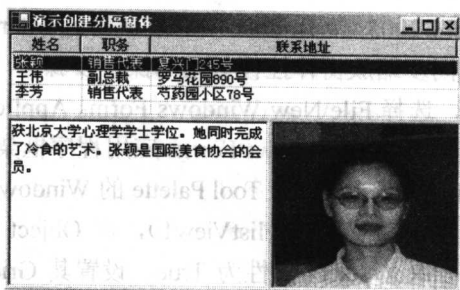 演示创建分隔窗体
姓名 职务 联系地址
张颖 销售代表 复兴门245号
王伟 副总裁 罗马花园890号
李芳 销售代表 芍药园小区78号
获北京大学心理学学士学位。她同时完成
了冷食的艺术。张颖是国际美食协会的会
员。